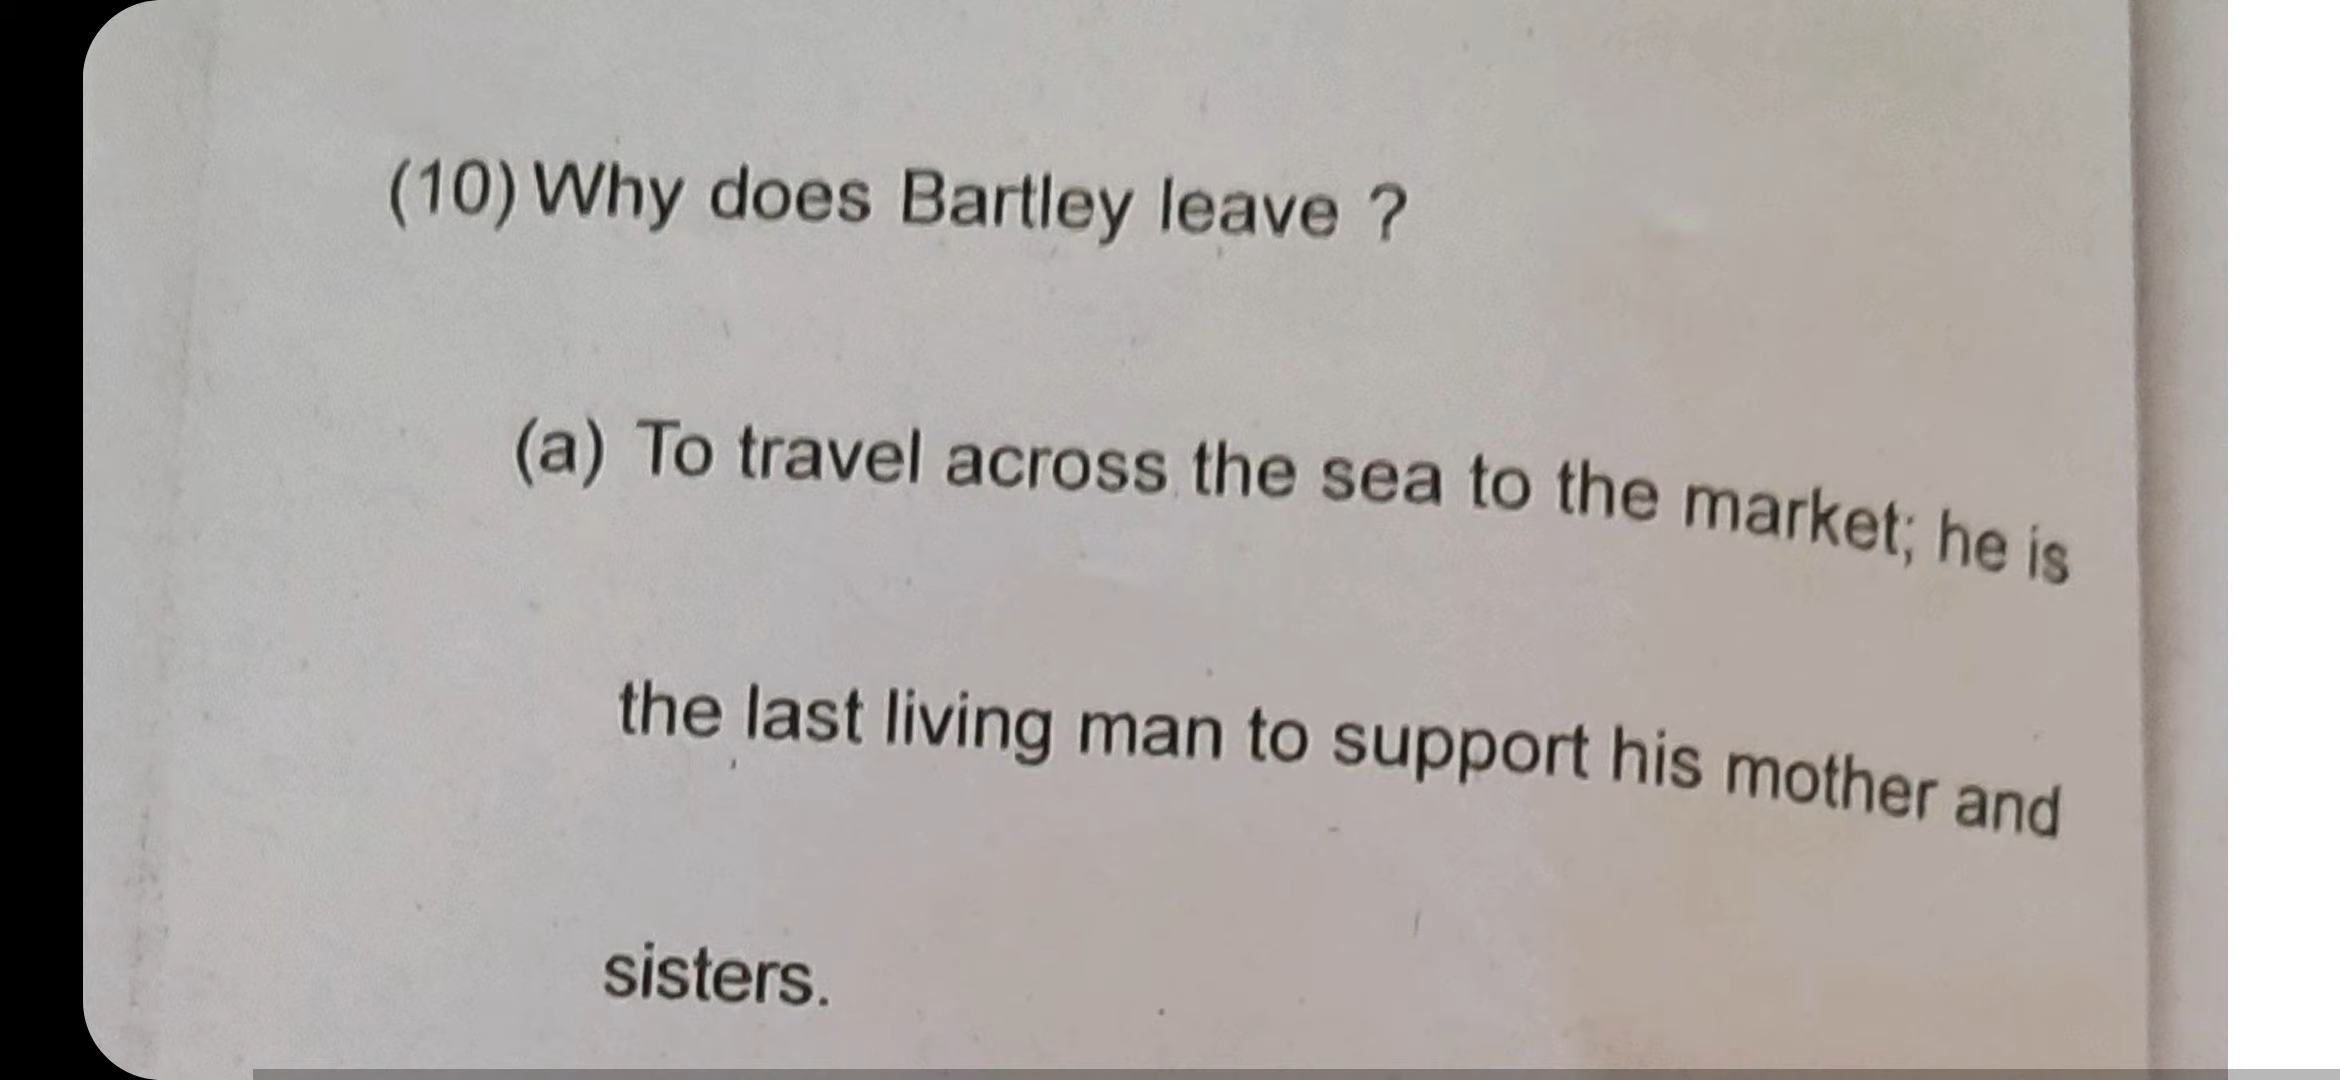 (10) Why does Bartley leave ?
(a) To travel across the sea to the market; he is
the last living man to support his mother and
sisters.